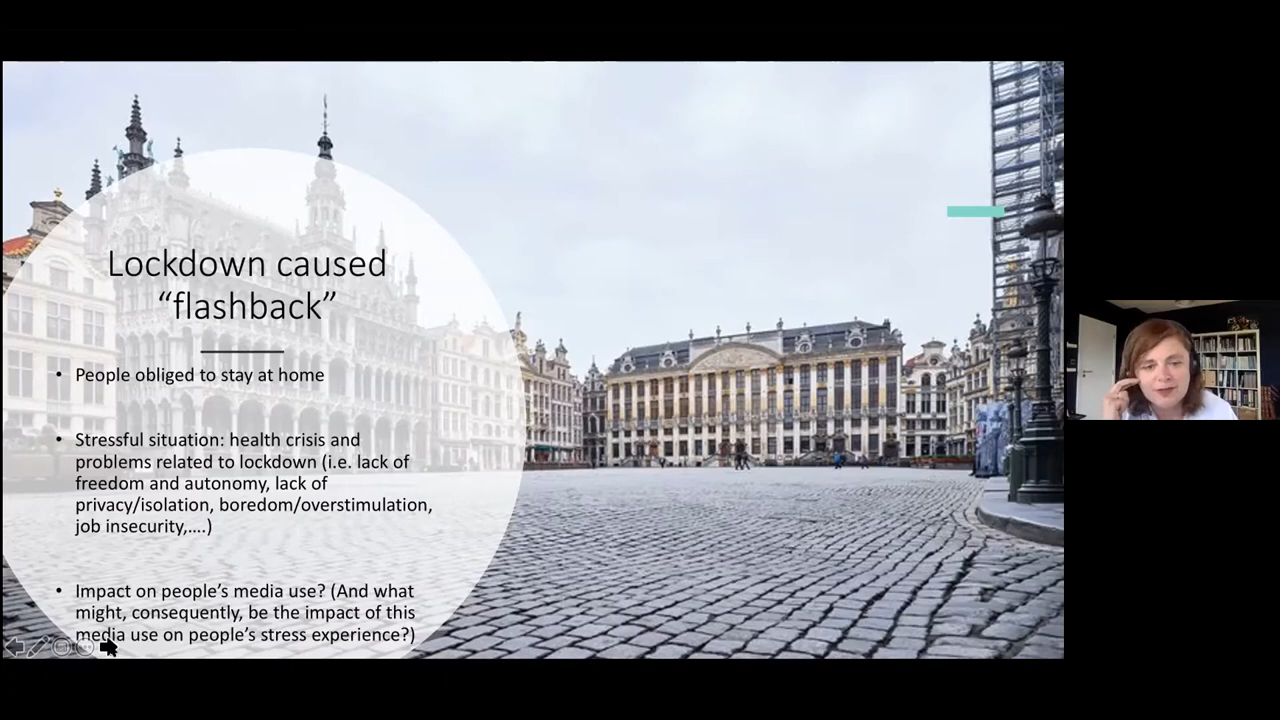 Lockdown caused
“flashback”
• People obliged to stay at home
• Stressful situation: health crisis and
problems related to lockdown (i.e. lack of
freedom and autonomy, lack of
privacy/isolation, boredom/overstimulation,
job insecurity,....)
• Impact on people’s media use? (And what
might, consequently, be the impact of this
media use on people’s stress experience?)